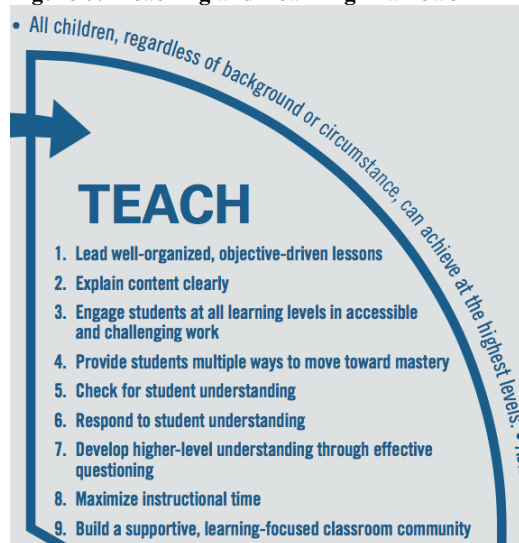 • All children, regardless of background or circumstance, can achieve at the highest levels. •
TEACH
1. Lead well-organized, objective-driven lessons
2. Explain content clearly
3. Engage students at all learning levels in accessible
and challenging work
4. Provide students multiple ways to move toward mastery
5. Check for student understanding
6. Respond to student understanding
7. Develop higher-level understanding through effective
questioning
8. Maximize instructional time
9. Build a supportive, learning-focused classroom community